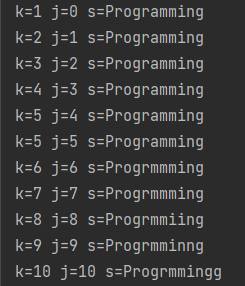 k=1 j=0 s=Programming
k=2 j=1 s=Programming
k=3 j=2 s=Programming
k=4 j=3 s=Programming
k=5 j=4 s=Programming
k=5 j=5 s=Programming
k=6 j=6 s=Progrmmming
k=7 j=7 s=Progrmmming
k=8 j=8 s=Progrmmiing
k=9 j=9 s=Progrmminng
k=10 j=10 s=Progrmmingg